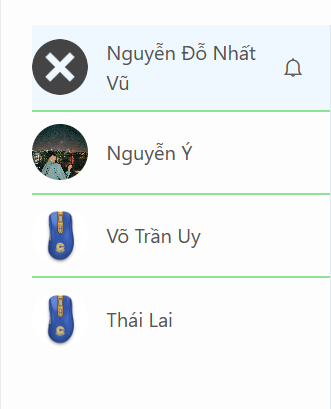 Nguyễn Đỗ Nhất
Vũ
Nguyễn Ý
Võ Trần Uy
Thái Lai